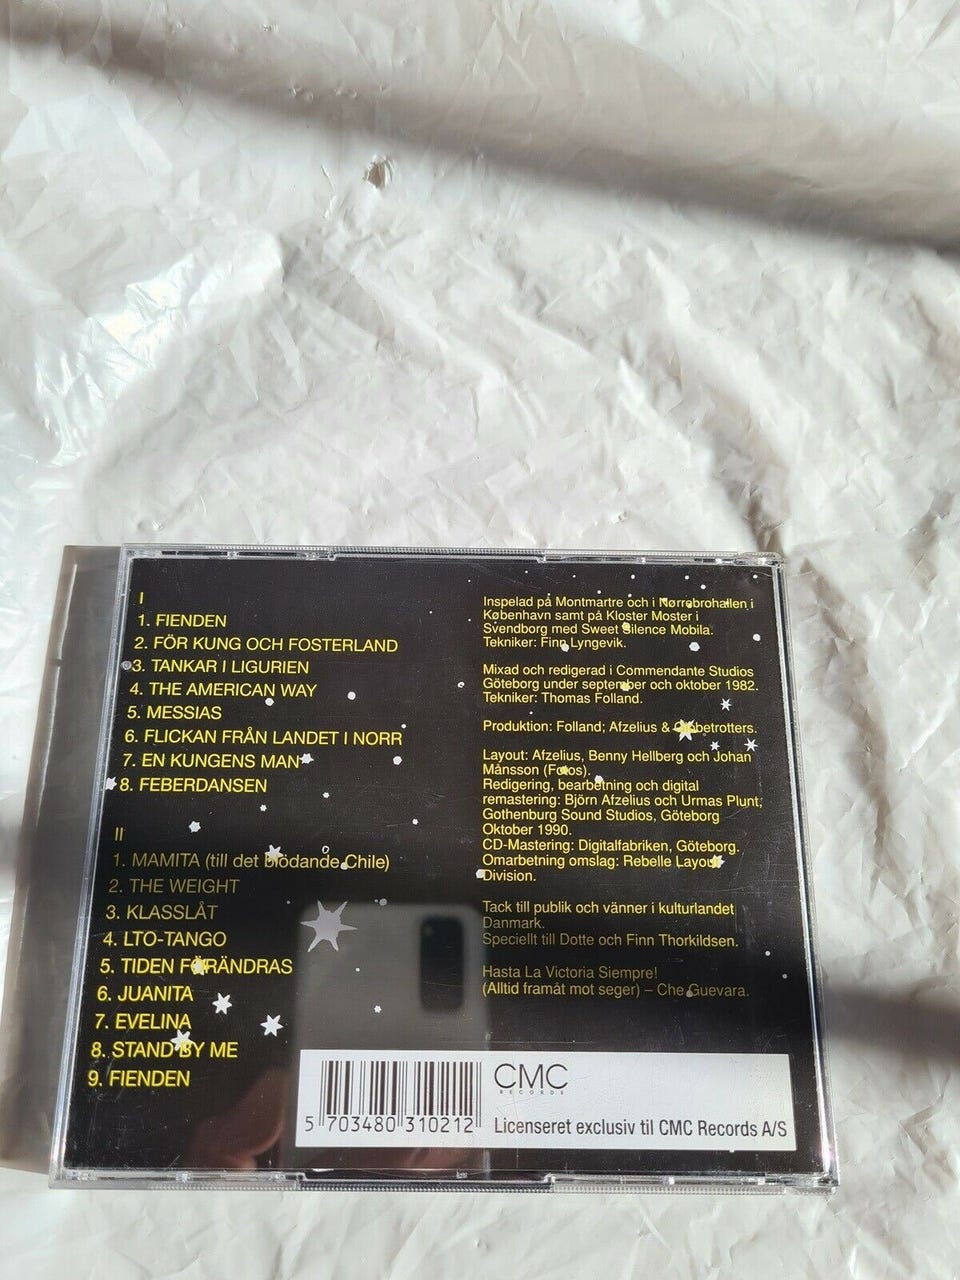 I
1. FIENDEN
2. FÖR KUNG OCH FOSTERLAND
3. TANKAR I LIGURIEN
4. THE AMERICAN WAY
5. MESSIAS
6. FLICKAN FRÅN LANDET I NORR
7. EN KUNGENS MAN
8. FEBERDANSEN
II
1. MAMITA (till det blödande Chile)
2. THE WEIGHT
3. KLASSLÅT
4. LTO-TANGO
5. TIDEN FÖRÄNDRAS
6. JUANITA
7. EVELINA
8. STAND BY ME
9. FIENDEN
Inspelad på Montmartre och i Nørrebrohallen i
København samt på Kloster Moster i
Svendborg med Sweet Silence Mobila.
Tekniker: Finn Lyngevik.
Mixad och redigerad i Commendante Studios
Göteborg under september och oktober 1982.
Tekniker: Thomas Folland.
Produktion: Folland; Afzelius & Globetrotters.
Layout: Afzelius, Benny Hellberg och Johan
Månsson (Fotos).
Redigering, bearbetning och digital
remastering: Björn Afzelius och Urmas Plunt,
Gothenburg Sound Studios, Göteborg
Oktober 1990.
CD-Mastering: Digitalfabriken, Göteborg.
Omarbetning omslag: Rebelle Layout
Division.
Tack till publik och vänner i kulturlandet
Danmark.
Speciellt till Dotte och Finn Thorkildsen.
Hasta La Victoria Siempre!
(Alltid framåt mot seger) – Che Guevara.
5 703480 310212
CMC
RECORDS
Licenseret exclusiv til CMC Records A/S